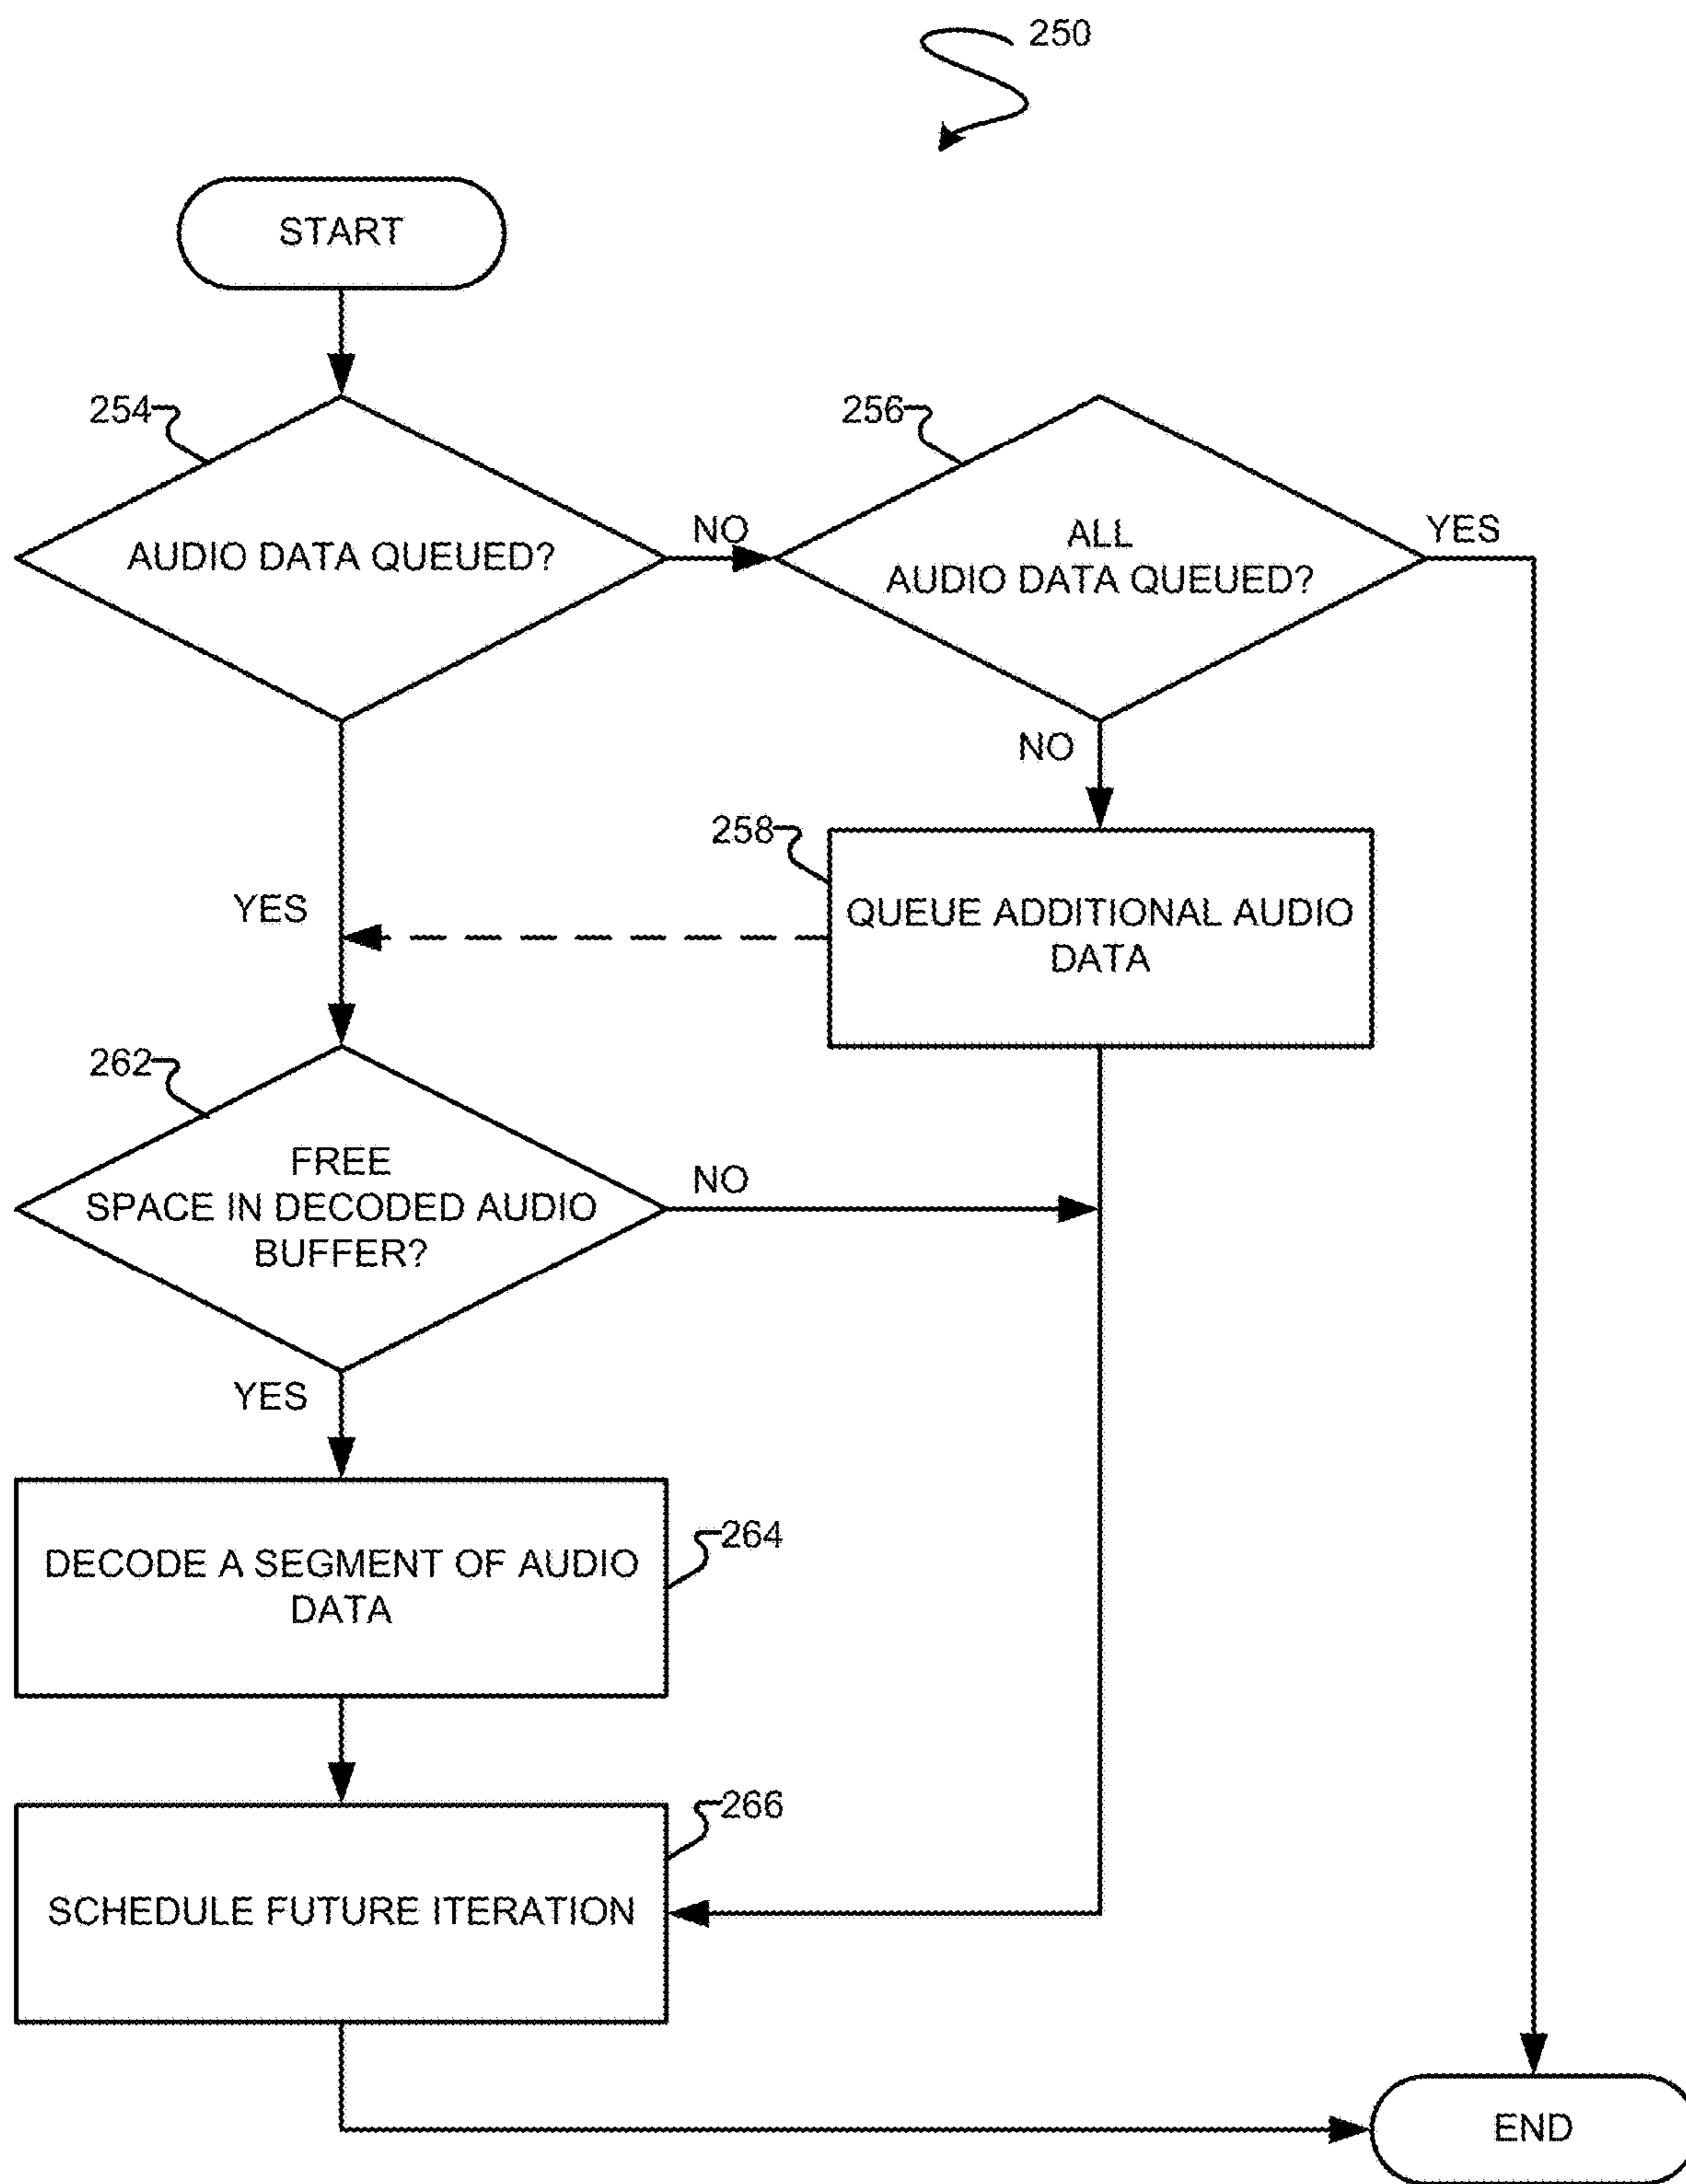 250
START
254
256
AUDIO DATA QUEUED?
NO
ALL
AUDIO DATA QUEUED?
YES
NO
258
QUEUE ADDITIONAL AUDIO
DATA
YES
262
FREE
SPACE IN DECODED AUDIO
BUFFER?
NO
YES
264
DECODE A SEGMENT OF AUDIO
DATA
266
SCHEDULE FUTURE ITERATION
END